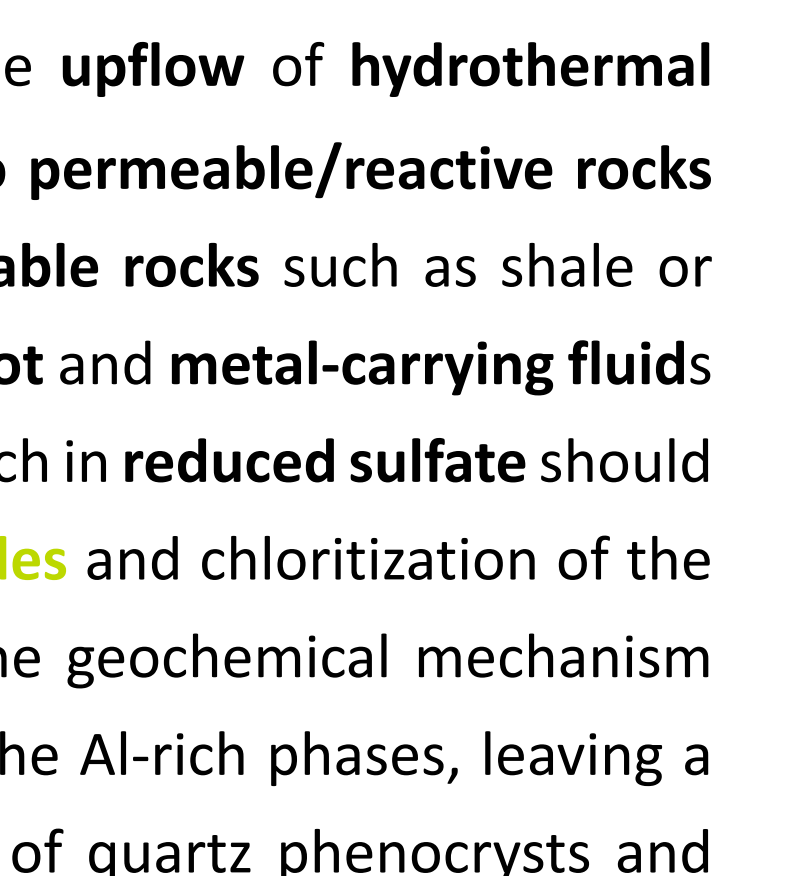 e upflow of hydrothermal
permeable/reactive rocks
able rocks such as shale or
ot and metal-carrying fluids
ch in reduced sulfate should
les and chloritization of the
he geochemical mechanism
he Al-rich phases, leaving a
of quartz phenocrysts and